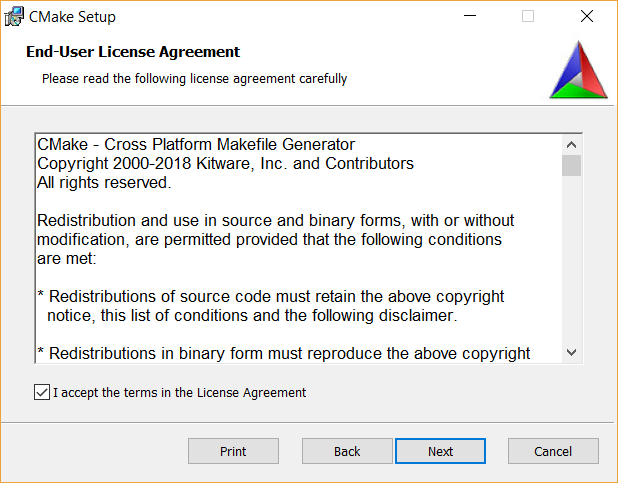 CMake Setup
End-User License Agreement
Please read the following license agreement carefully
CMake - Cross Platform Makefile Generator
Copyright 2000-2018 Kitware, Inc. and Contributors
All rights reserved.
Redistribution and use in source and binary forms, with or without
modification, are permitted provided that the following conditions
are met:
* Redistributions of source code must retain the above copyright
notice, this list of conditions and the following disclaimer.
* Redistributions in binary form must reproduce the above copyright
I accept the terms in the License Agreement
Print Back Next Cancel